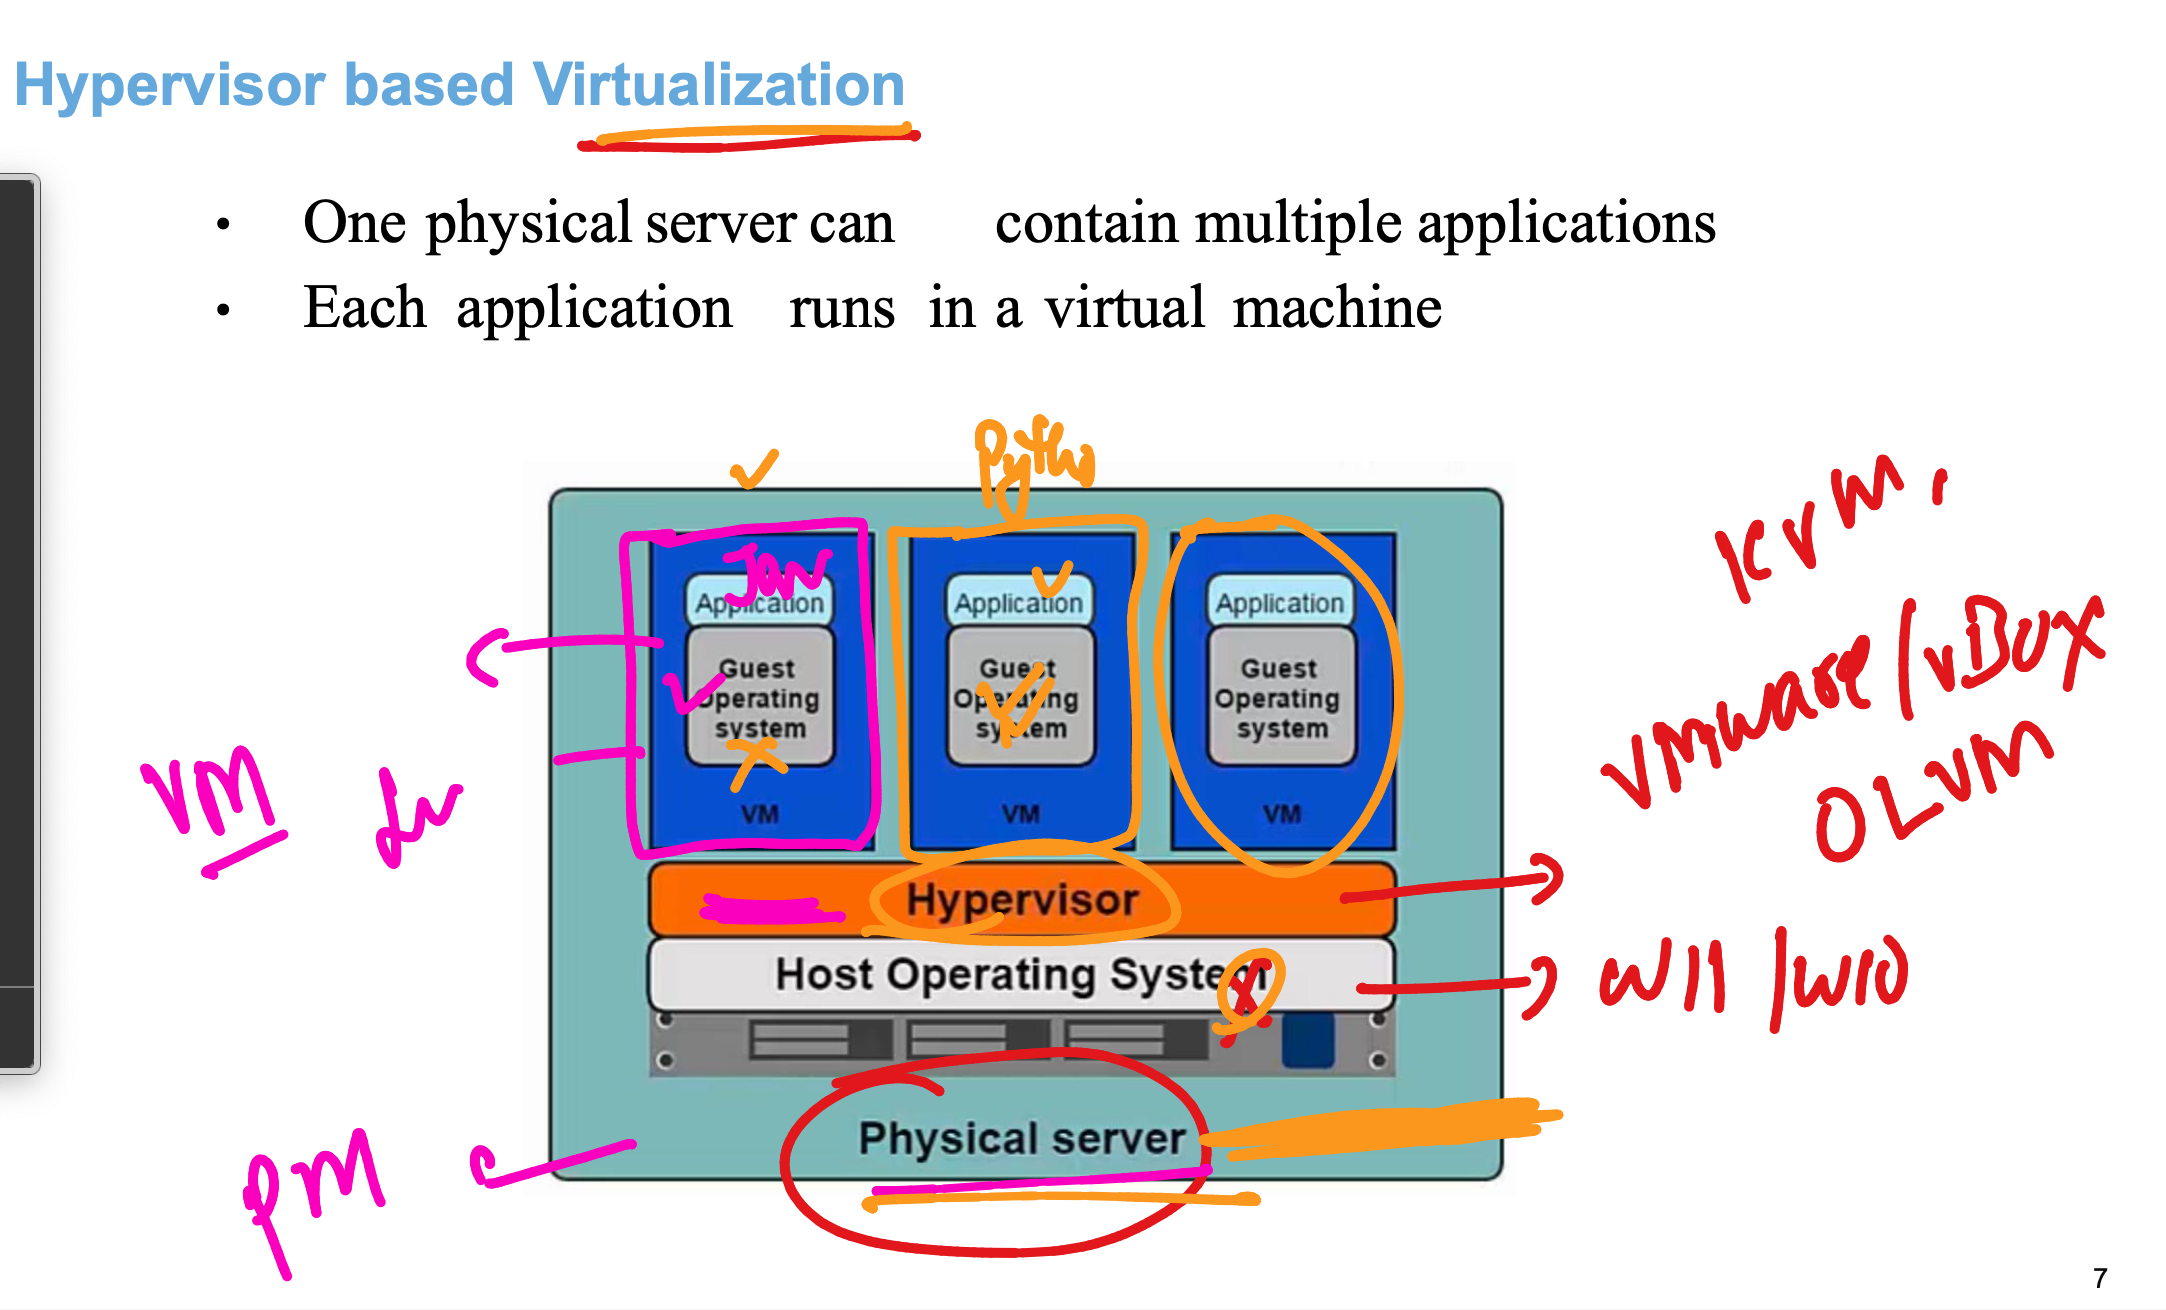 Hypervisor based Virtualization
• One physical server can contain multiple applications
• Each application runs in a virtual machine
Pytho
Jav
Application Application Application
Guest Operating system
Guest Operating system
Guest Operating system
VM VM VM
KVM,
VMware/vBox
OLVM
VM
Hypervisor
Host Operating System
W11/W10
Physical server
PM
7